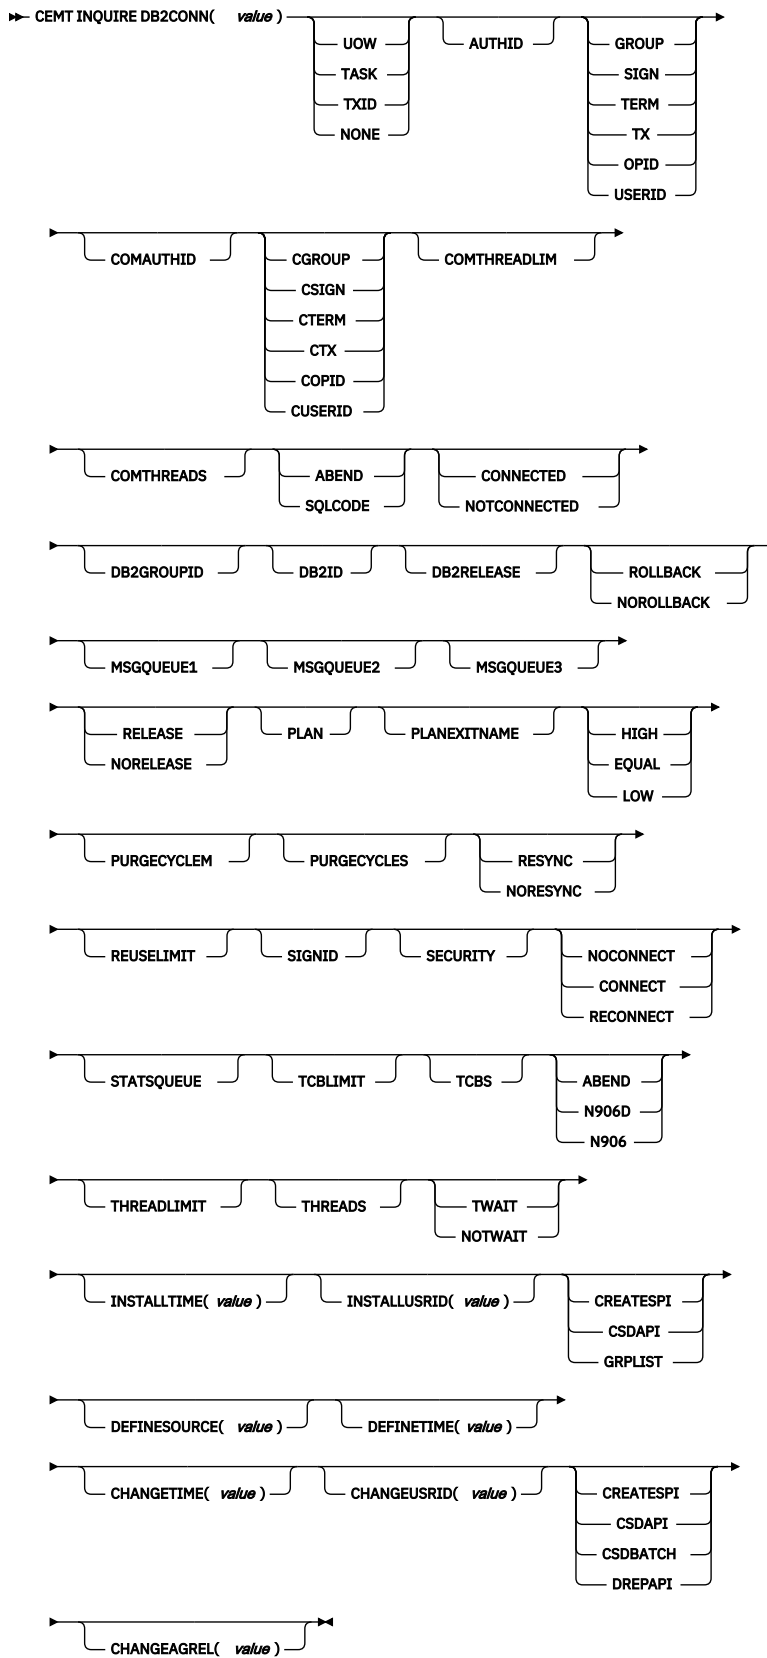 CEMT INQUIRE DB2CONN( value )
UOW
TASK
TXID
NONE
AUTHID
GROUP
SIGN
TERM
TX
OPID
USERID
COMAUTHID
CGROUP
CSIGN
CTERM
CTX
COPID
CUSERID
COMTHREADLIM
COMTHREADS
ABEND
SQLCODE
CONNECTED
NOTCONNECTED
DB2GROUPID
DB2ID
DB2RELEASE
ROLLBACK
NOROLLBACK
MSGQUEUE1
MSGQUEUE2
MSGQUEUE3
RELEASE
NORELEASE
PLAN
PLANEXITNAME
HIGH
EQUAL
LOW
PURGECYCLEM
PURGECYCLES
RESYNC
NORESYNC
REUSELIMIT
SIGNID
SECURITY
NOCONNECT
CONNECT
RECONNECT
STATSQUEUE
TCBLIMIT
TCBS
ABEND
N906D
N906
THREADLIMIT
THREADS
TWAIT
NOTWAIT
INSTALLTIME( value )
INSTALLUSRID( value )
CREATESPI
CSDAPI
GRPLIST
DEFINESOURCE( value )
DEFINETIME( value )
CHANGETIME( value )
CHANGEUSRID( value )
CREATESPI
CSDAPI
CSDBATCH
DREPAPI
CHANGEAGREL( value )